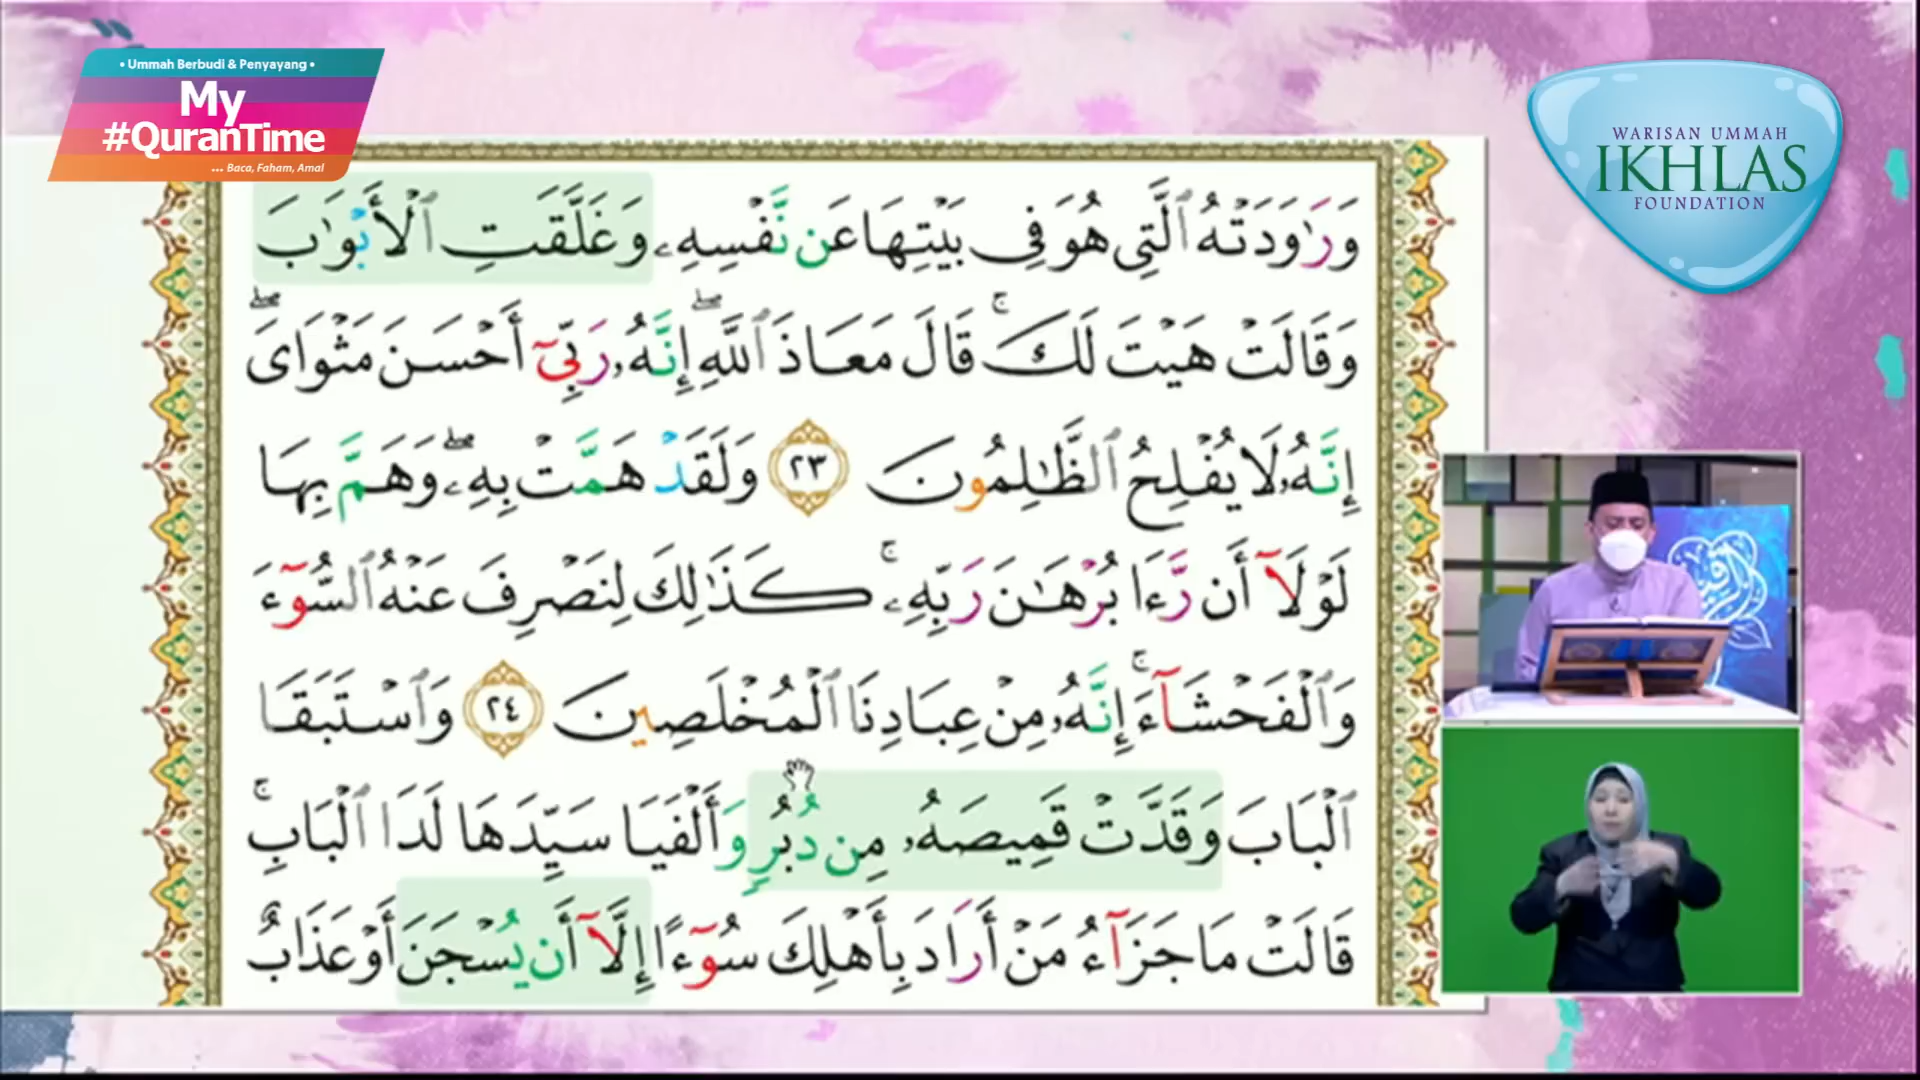 • Ummah Berbudi & Penyayang •
My
#QuranTime
... Baca, Faham, Amal
WARISAN UMMAH
IKHLAS
FOUNDATION
وَرَٰوَدَتْهُ ٱلَّتِى هُوَ فِى بَيْتِهَا عَن نَّفْسِهِۦ وَغَلَّقَتِ ٱلْأَبْوَٰبَ
وَقَالَتْ هَيْتَ لَكَ ۚ قَالَ مَعَاذَ ٱللَّهِ ۖ إِنَّهُۥ رَبِّىٓ أَحْسَنَ مَثْوَاىَ ۖ
إِنَّهُۥ لَا يُفْلِحُ ٱلظَّٰلِمُونَ ٢٣ وَلَقَدْ هَمَّتْ بِهِۦ ۖ وَهَمَّ بِهَا
لَوْلَآ أَن رَّءَا بُرْهَٰنَ رَبِّهِۦ ۚ كَذَٰلِكَ لِنَصْرِفَ عَنْهُ ٱلسُّوٓءَ
وَٱلْفَحْشَآءَ ۚ إِنَّهُۥ مِنْ عِبَادِنَا ٱلْمُخْلَصِينَ ٢٤ وَٱسْتَبَقَا
ٱلْبَابَ وَقَدَّتْ قَمِيصَهُۥ مِن دُبُرٍ وَأَلْفَيَا سَيِّدَهَا لَدَا ٱلْبَابِ ۚ
قَالَتْ مَا جَزَآءُ مَنْ أَرَادَ بِأَهْلِكَ سُوٓءًا إِلَّآ أَن يُسْجَنَ أَوْ عَذَابٌ